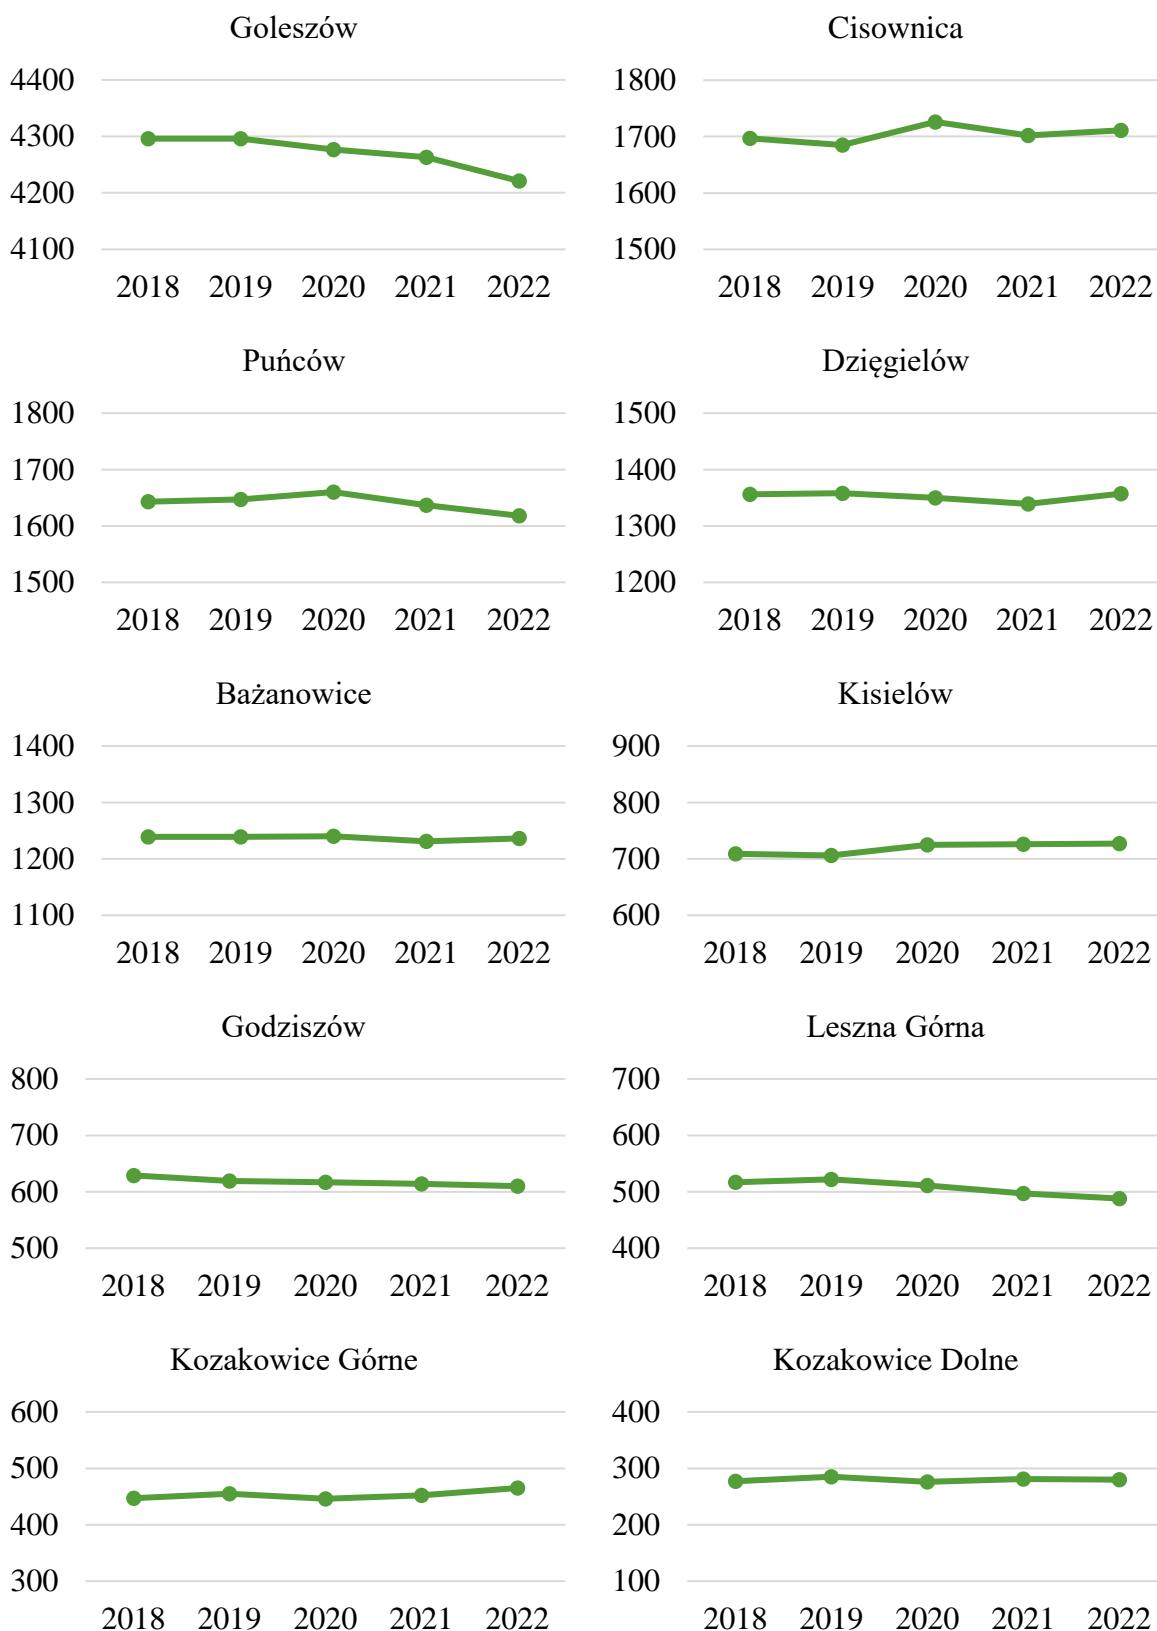 Goleszów
4400
4300
4200
4100
2018 2019 2020 2021 2022
Cisownica
1800
1700
1600
1500
2018 2019 2020 2021 2022
Puńców
1800
1700
1600
1500
2018 2019 2020 2021 2022
Dzięgielów
1500
1400
1300
1200
2018 2019 2020 2021 2022
Bażanowice
1400
1300
1200
1100
2018 2019 2020 2021 2022
Kisielów
900
800
700
600
2018 2019 2020 2021 2022
Godziszów
800
700
600
500
2018 2019 2020 2021 2022
Leszna Górna
700
600
500
400
2018 2019 2020 2021 2022
Kozakowice Górne
600
500
400
300
2018 2019 2020 2021 2022
Kozakowice Dolne
400
300
200
100
2018 2019 2020 2021 2022